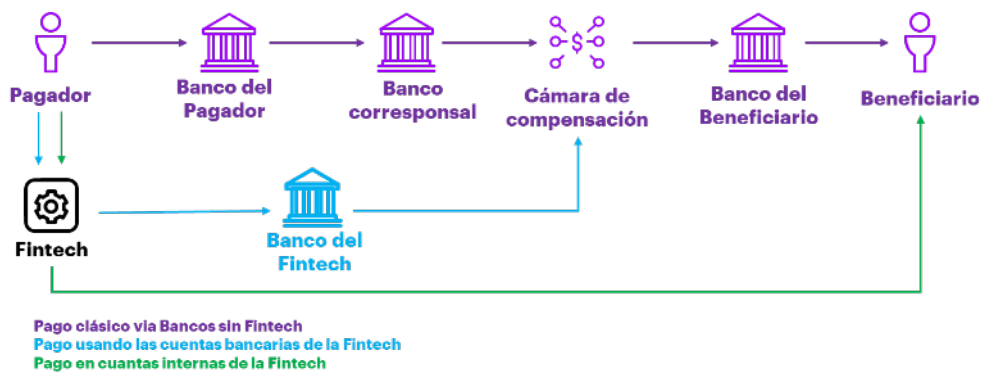 $
Pagador
Banco del
Pagador
Banco
corresponsal
Cámara de
compensación
Banco del
Beneficiario
Beneficiario
Fintech
Banco del
Fintech
Pago clásico via Bancos sin Fintech
Pago usando las cuentas bancarias de la Fintech
Pago en cuantas internas de la Fintech